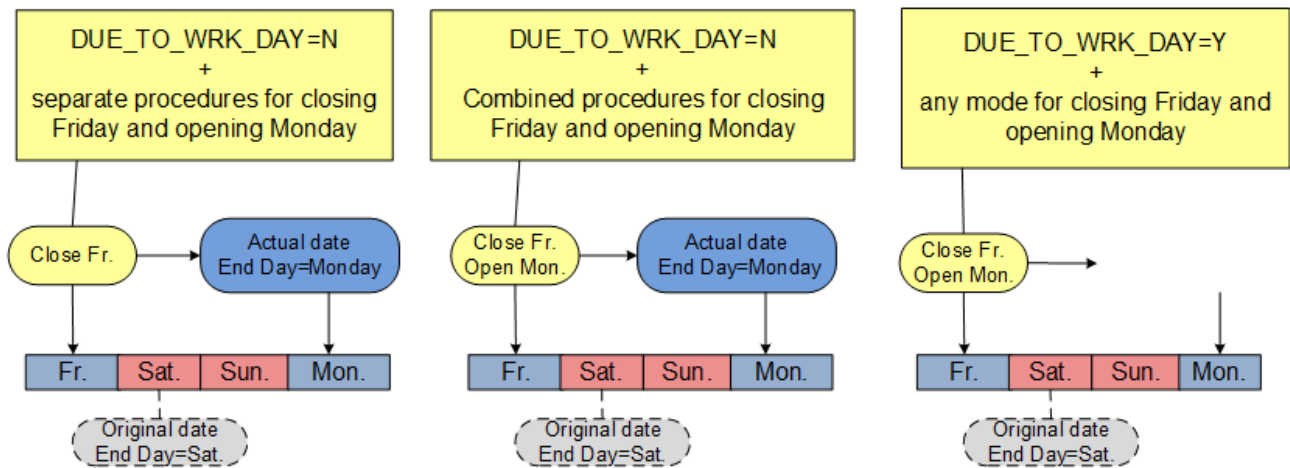 DUE_TO_WRK_DAY=N
+
separate procedures for closing
Friday and opening Monday
Close Fr.
Actual date
End Day=Monday
Fr.
Sat.
Sun.
Mon.
Original date
End Day=Sat.
DUE_TO_WRK_DAY=N
+
Combined procedures for closing
Friday and opening Monday
Close Fr.
Open Mon.
Actual date
End Day=Monday
Fr.
Sat.
Sun.
Mon.
Original date
End Day=Sat.
DUE_TO_WRK_DAY=Y
+
any mode for closing Friday and
opening Monday
Close Fr.
Open Mon.
Fr.
Sat.
Sun.
Mon.
Original date
End Day=Sat.